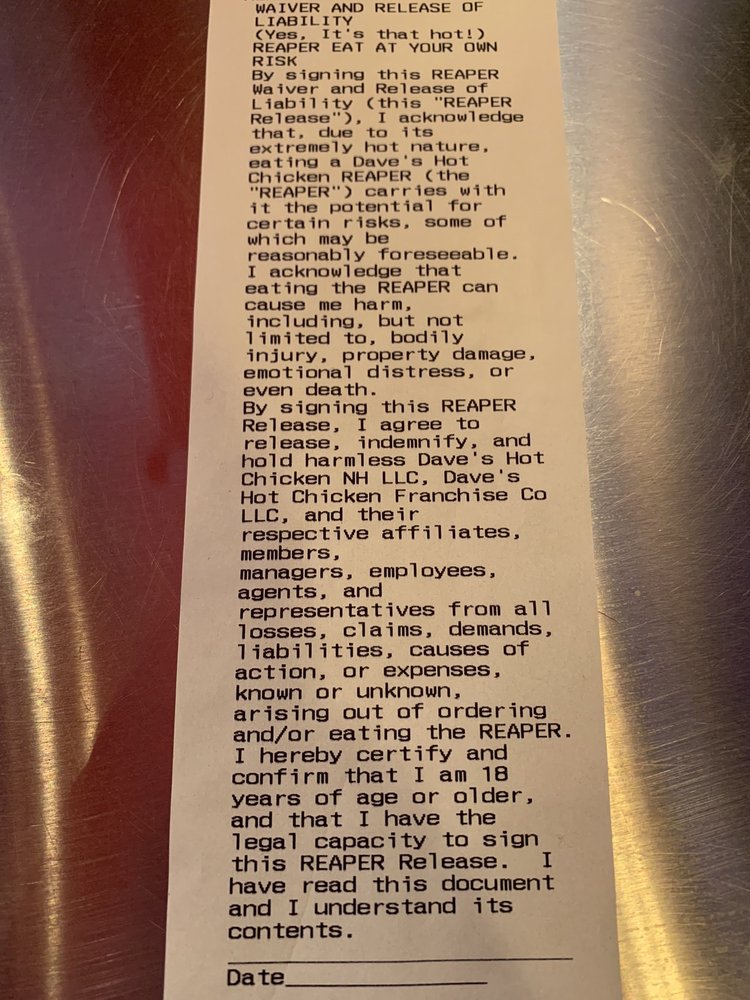 WAIVER AND RELEASE OF
LIABILITY
(Yes, It's that hot!)
REAPER EAT AT YOUR OWN
RISK
By signing this REAPER
Waiver and Release of
Liability (this "REAPER
Release"), I acknowledge
that, due to its
extremely hot nature,
eating a Dave's Hot
Chicken REAPER (the
"REAPER") carries with
it the potential for
certain risks, some of
which may be
reasonably foreseeable.
I acknowledge that
eating the REAPER can
cause me harm,
including, but not
limited to, bodily
injury, property damage,
emotional distress, or
even death.
By signing this REAPER
Release, I agree to
release, indemnify, and
hold harmless Dave's Hot
Chicken NH LLC, Dave's
Hot Chicken Franchise Co
LLC, and their
respective affiliates,
members,
managers, employees,
agents, and
representatives from all
losses, claims, demands,
liabilities, causes of
action, or expenses,
known or unknown,
arising out of ordering
and/or eating the REAPER.
I hereby certify and
confirm that I am 18
years of age or older,
and that I have the
legal capacity to sign
this REAPER Release.  I
have read this document
and I understand its
contents.
Date